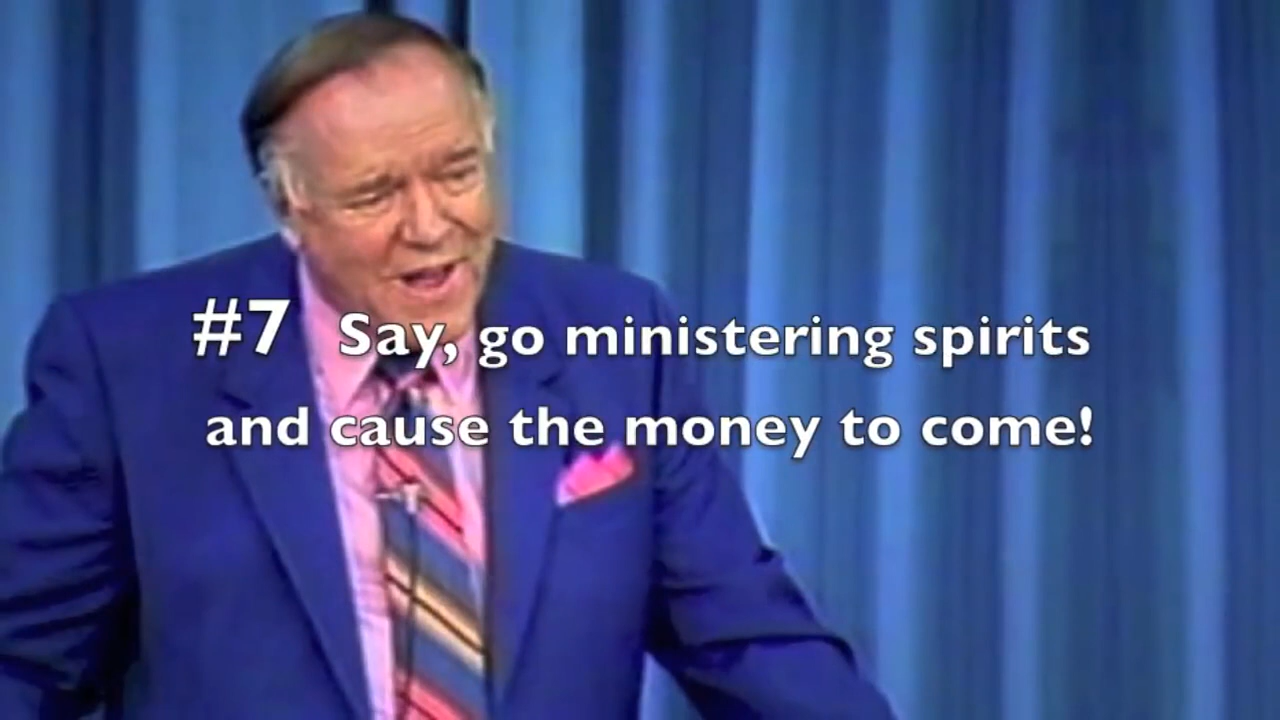 #7 Say, go ministering spirits
and cause the money to come!